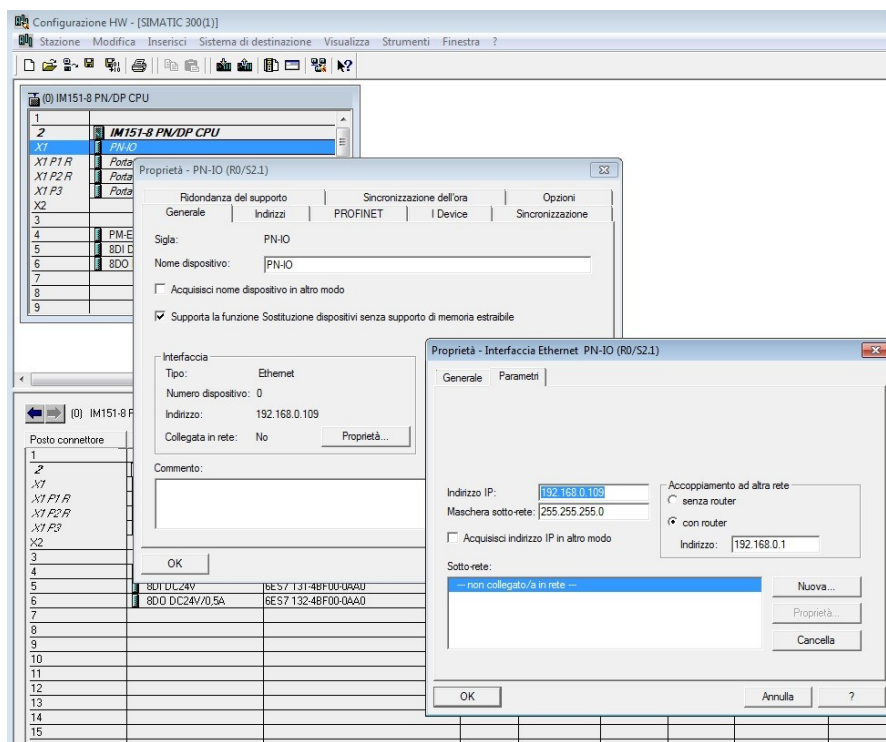 Configurazione HW - [SIMATIC 300(1)]
Stazione Modifica Inserisci Sistema di destinazione Visualizza Strumenti Finestra ?
(0) IM151-8 PN/DP CPU
1
2 IM151-8 PN/DP CPU
X1 PN-IO
X1 P1 R Porta
X1 P2 R Porta
X1 P3 Porta
X2
3
4 PM-E
5 8DI D
6 8DO
7
8
9
Proprietà - PN-IO (R0/S2.1)
Ridondanza del supporto Sincronizzazione dell'ora Opzioni
Generale Indirizzi PROFINET I Device Sincronizzazione
Sigla: PN-IO
Nome dispositivo: PN-IO
Acquisisci nome dispositivo in altro modo
Supporta la funzione Sostituzione dispositivi senza supporto di memoria estraibile
Interfaccia
Tipo: Ethernet
Numero dispositivo: 0
Indirizzo: 192.168.0.109
Collegata in rete: No Proprietà...
Commento:
OK
Proprietà - Interfaccia Ethernet PN-IO (R0/S2.1)
Generale Parametri
Indirizzo IP: 192.168.0.109
Maschera sotto-rete: 255.255.255.0
Acquisisci indirizzo IP in altro modo
Accoppiamento ad altra rete
senza router
con router
Indirizzo: 192.168.0.1
Sotto-rete:
--- non collegato/a in rete ---
Nuova...
Proprietà...
Cancella
OK Annulla ?
(0) IM151-8 P
Posto connettore
1
2
X1
X1 P1 R
X1 P2 R
X1 P3
X2
3
4
5 8DI DC24V 6ES7 131-4BF00-0AA0
6 8DO DC24V/0,5A 6ES7 132-4BF00-0AA0
7
8
9
10
11
12
13
14
15